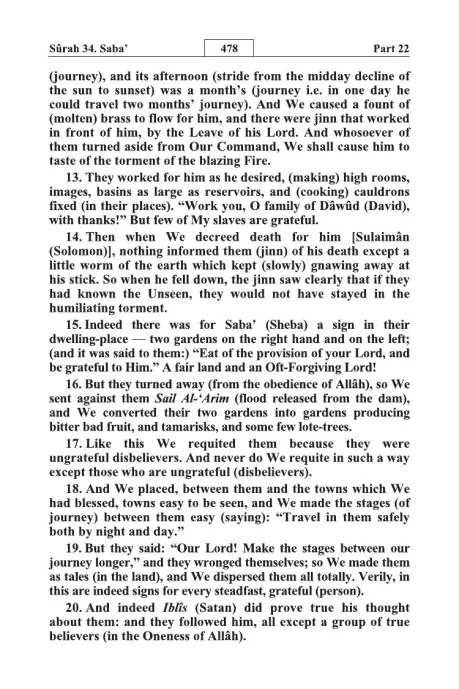 Sûrah 34. Saba’ 478 Part 22
(journey), and its afternoon (stride from the midday decline of
the sun to sunset) was a month’s (journey i.e. in one day he
could travel two months’ journey). And We caused a fount of
(molten) brass to flow for him, and there were jinn that worked
in front of him, by the Leave of his Lord. And whosoever of
them turned aside from Our Command, We shall cause him to
taste of the torment of the blazing Fire.
13. They worked for him as he desired, (making) high rooms,
images, basins as large as reservoirs, and (cooking) cauldrons
fixed (in their places). “Work you, O family of Dâwûd (David),
with thanks!” But few of My slaves are grateful.
14. Then when We decreed death for him [Sulaimân
(Solomon)], nothing informed them (jinn) of his death except a
little worm of the earth which kept (slowly) gnawing away at
his stick. So when he fell down, the jinn saw clearly that if they
had known the Unseen, they would not have stayed in the
humiliating torment.
15. Indeed there was for Saba’ (Sheba) a sign in their
dwelling-place — two gardens on the right hand and on the left;
(and it was said to them:) “Eat of the provision of your Lord, and
be grateful to Him.” A fair land and an Oft-Forgiving Lord!
16. But they turned away (from the obedience of Allâh), so We
sent against them Sail Al-‘Arim (flood released from the dam),
and We converted their two gardens into gardens producing
bitter bad fruit, and tamarisks, and some few lote-trees.
17. Like this We requited them because they were
ungrateful disbelievers. And never do We requite in such a way
except those who are ungrateful (disbelievers).
18. And We placed, between them and the towns which We
had blessed, towns easy to be seen, and We made the stages (of
journey) between them easy (saying): “Travel in them safely
both by night and day.”
19. But they said: “Our Lord! Make the stages between our
journey longer,” and they wronged themselves; so We made them
as tales (in the land), and We dispersed them all totally. Verily, in
this are indeed signs for every steadfast, grateful (person).
20. And indeed Iblîs (Satan) did prove true his thought
about them: and they followed him, all except a group of true
believers (in the Oneness of Allâh).